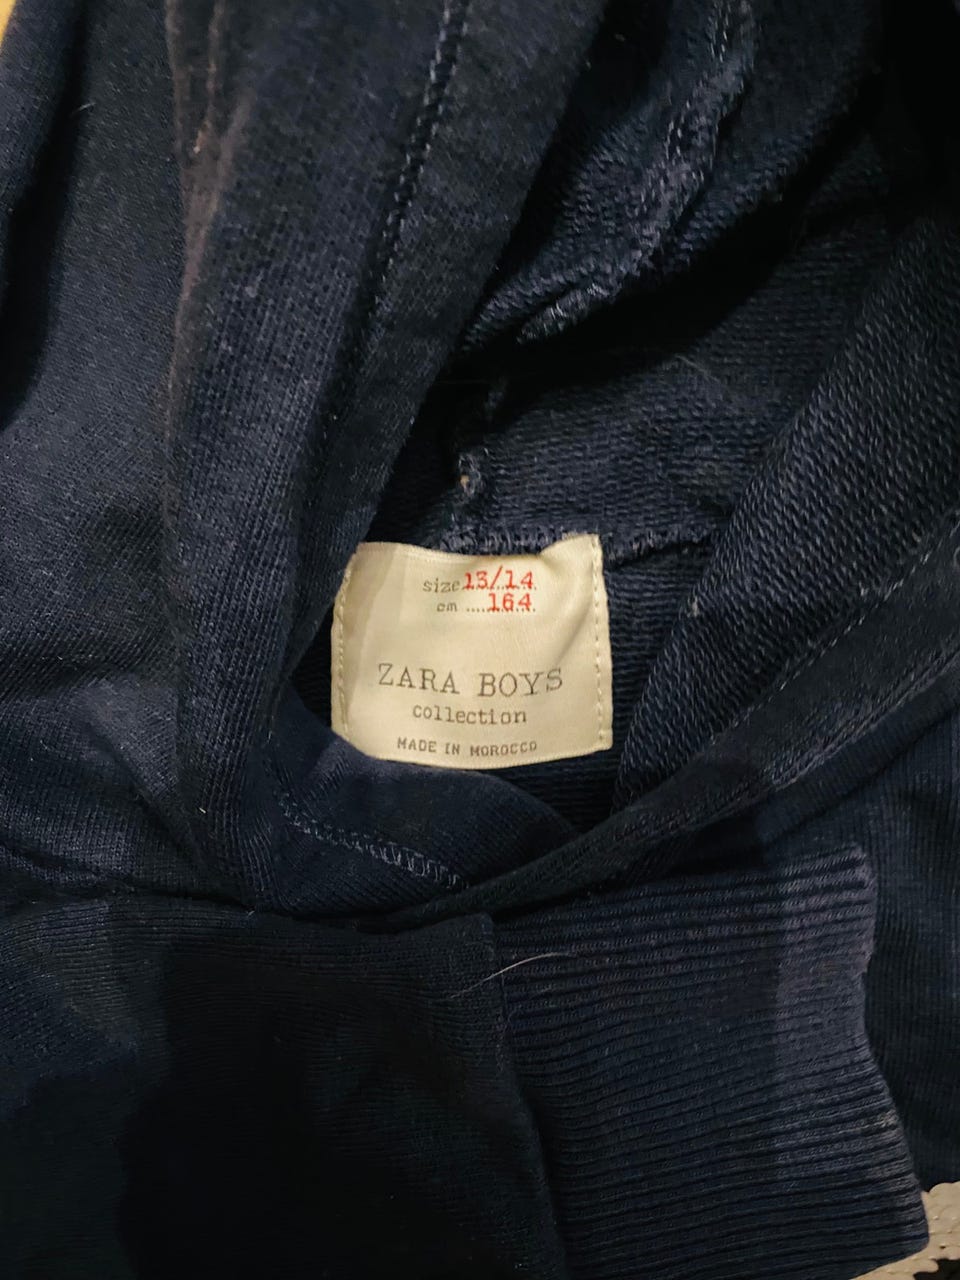 size 13/14
cm 164
ZARA BOYS
collection
MADE IN MOROCCO